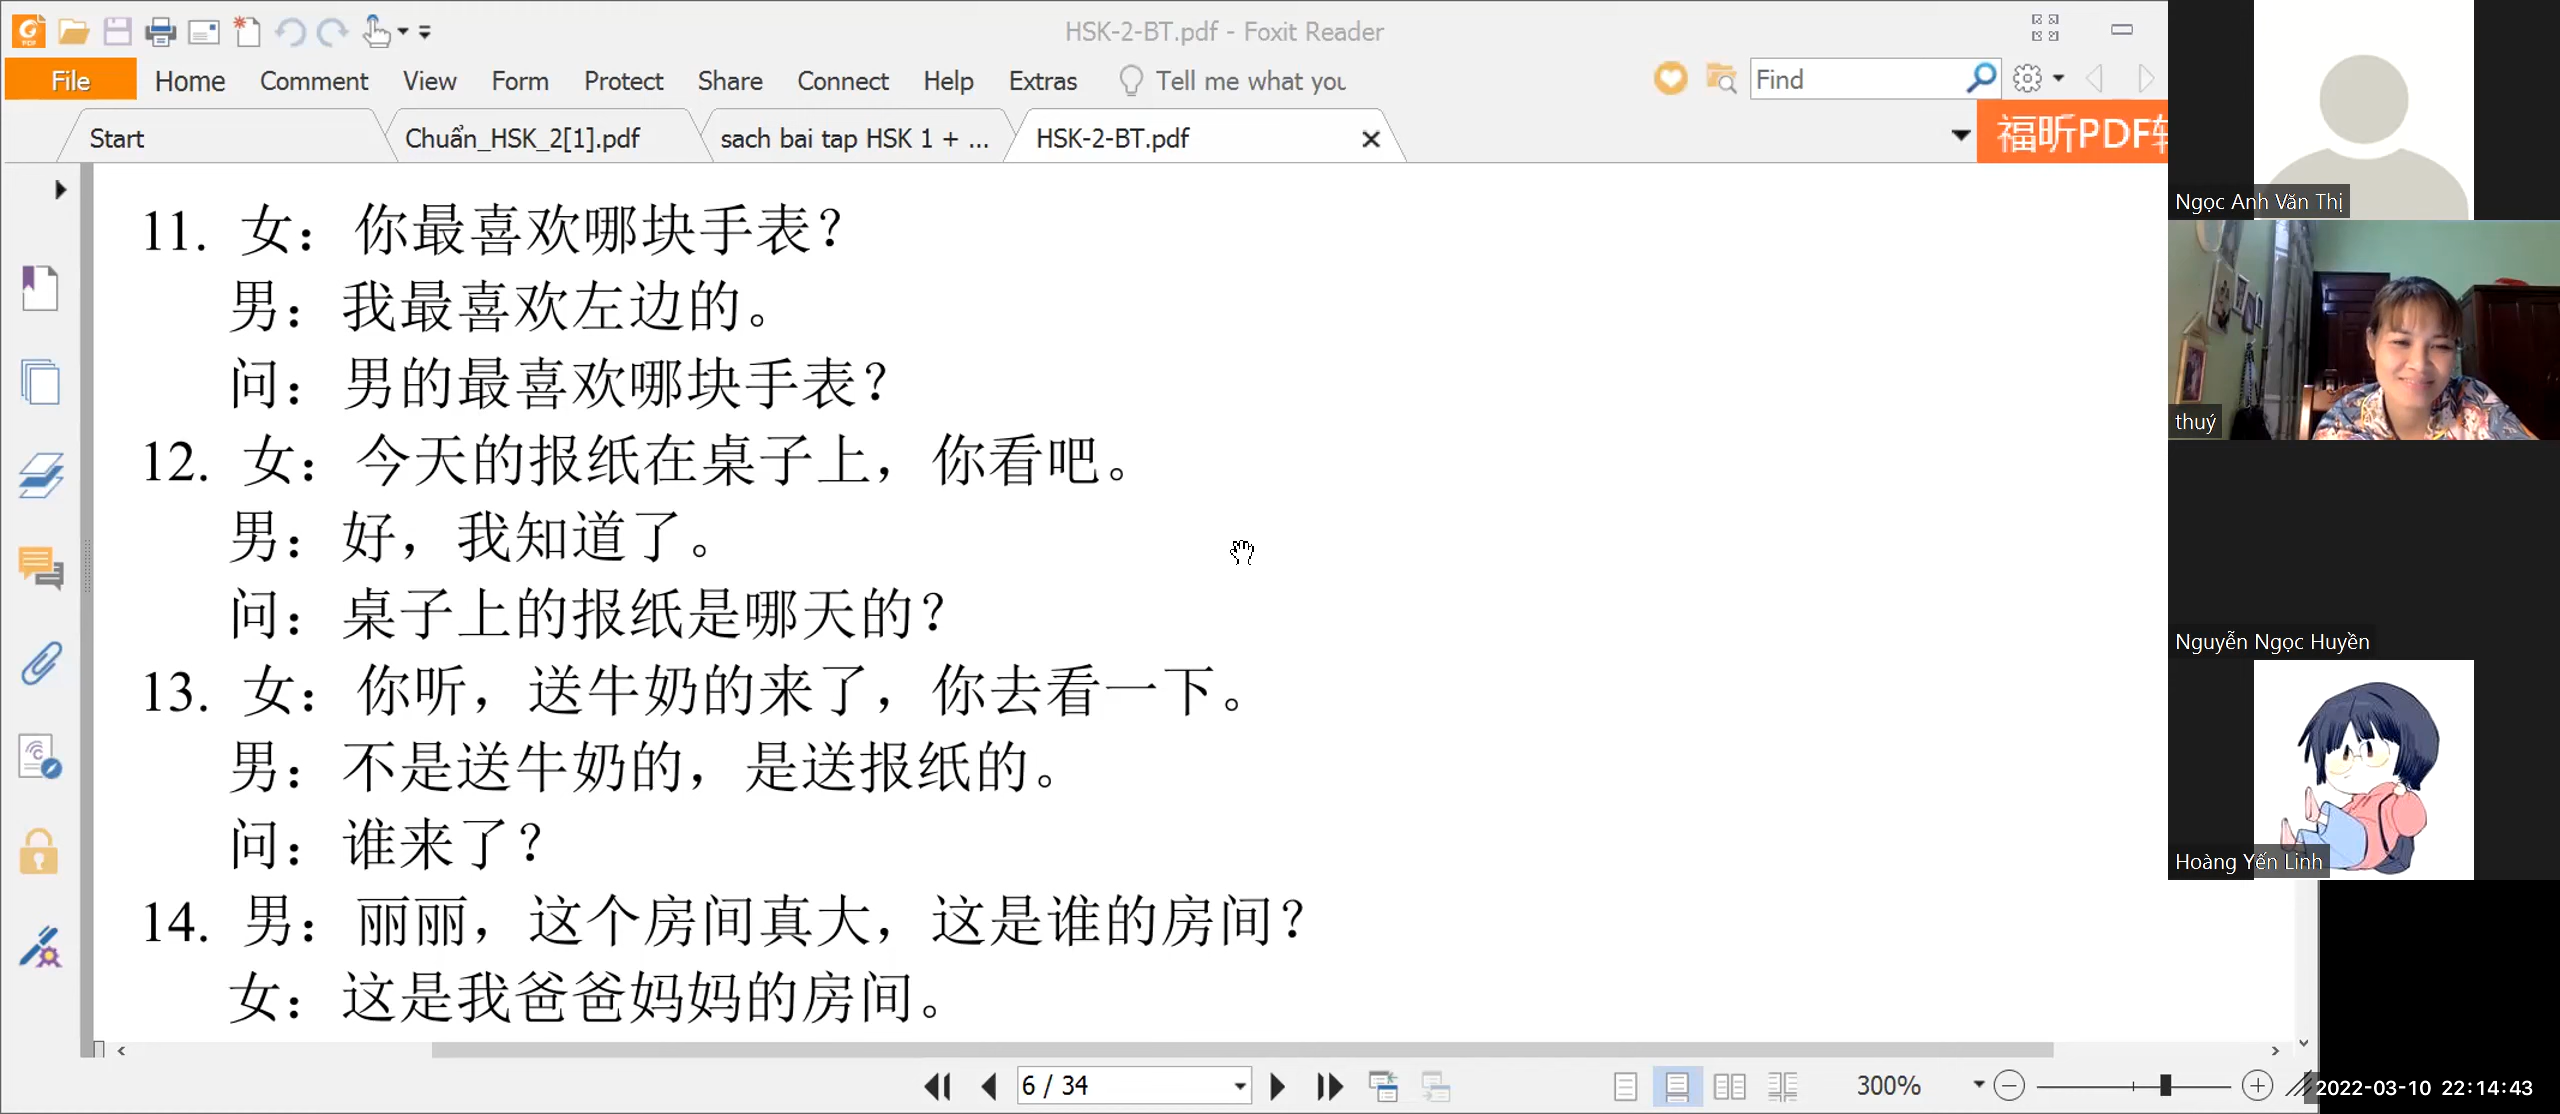 HSK-2-BT.pdf - Foxit Reader
File Home Comment View Form Protect Share Connect Help Extras Tell me what you Find
Start Chuẩn_HSK_2[1].pdf sach bai tap HSK 1 + ... HSK-2-BT.pdf 福昕PDF
11. 女：你最喜欢哪块手表？
男：我最喜欢左边的。
问：男的最喜欢哪块手表？
12. 女：今天的报纸在桌子上，你看吧。
男：好，我知道了。
问：桌子上的报纸是哪天的？
13. 女：你听，送牛奶的来了，你去看一下。
男：不是送牛奶的，是送报纸的。
问：谁来了？
14. 男：丽丽，这个房间真大，这是谁的房间？
女：这是我爸爸妈妈的房间。
6 / 34 300%
Ngọc Anh Văn Thị
thuý
Nguyễn Ngọc Huyền
Hoàng Yến Linh
2022-03-10 22:14:43